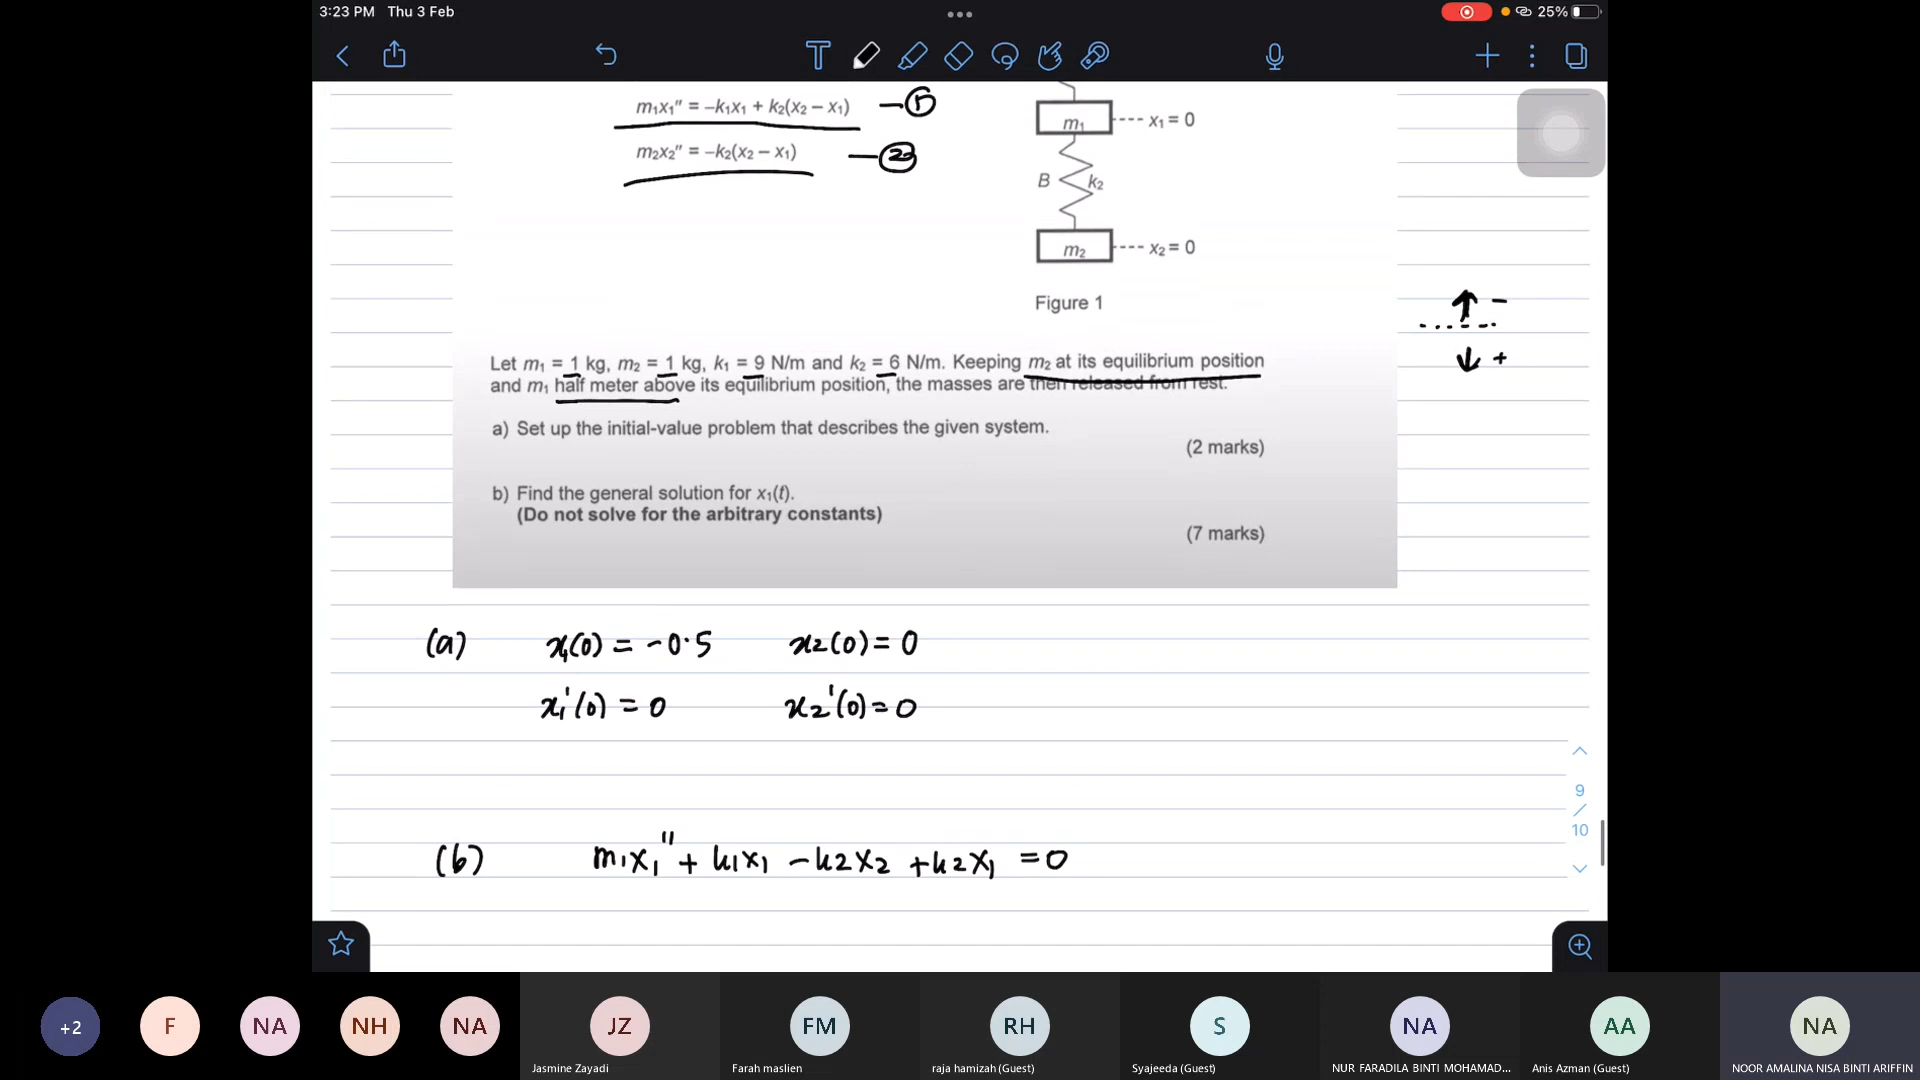 3:23 PM Thu 3 Feb
25%
m₁x₁″ = –k₁x₁ + k₂(x₂ – x₁) —①
m₂x₂″ = –k₂(x₂ – x₁) —②
m₁ ---- x₁ = 0
B k₂
m₂ ---- x₂ = 0
Figure 1
↑ –
↓ +
Let m₁ = 1 kg, m₂ = 1 kg, k₁ = 9 N/m and k₂ = 6 N/m. Keeping m₂ at its equilibrium position
and m₁ half meter above its equilibrium position, the masses are then released from rest.
a) Set up the initial-value problem that describes the given system.
(2 marks)
b) Find the general solution for x₁(t).
(Do not solve for the arbitrary constants)
(7 marks)
(a) x₁(0) = -0.5 x₂(0) = 0
x₁'(0) = 0 x₂'(0) = 0
9
/
10
(b) m₁x₁″ + k₁x₁ – k₂x₂ + k₂x₁ = 0
+2 F NA NH NA JZ FM RH S NA AA NA
Jasmine Zayadi Farah maslien raja hamizah (Guest) Syajeeda (Guest) NUR FARADILA BINTI MOHAMAD... Anis Azman (Guest) NOOR AMALINA NISA BINTI ARIFFIN